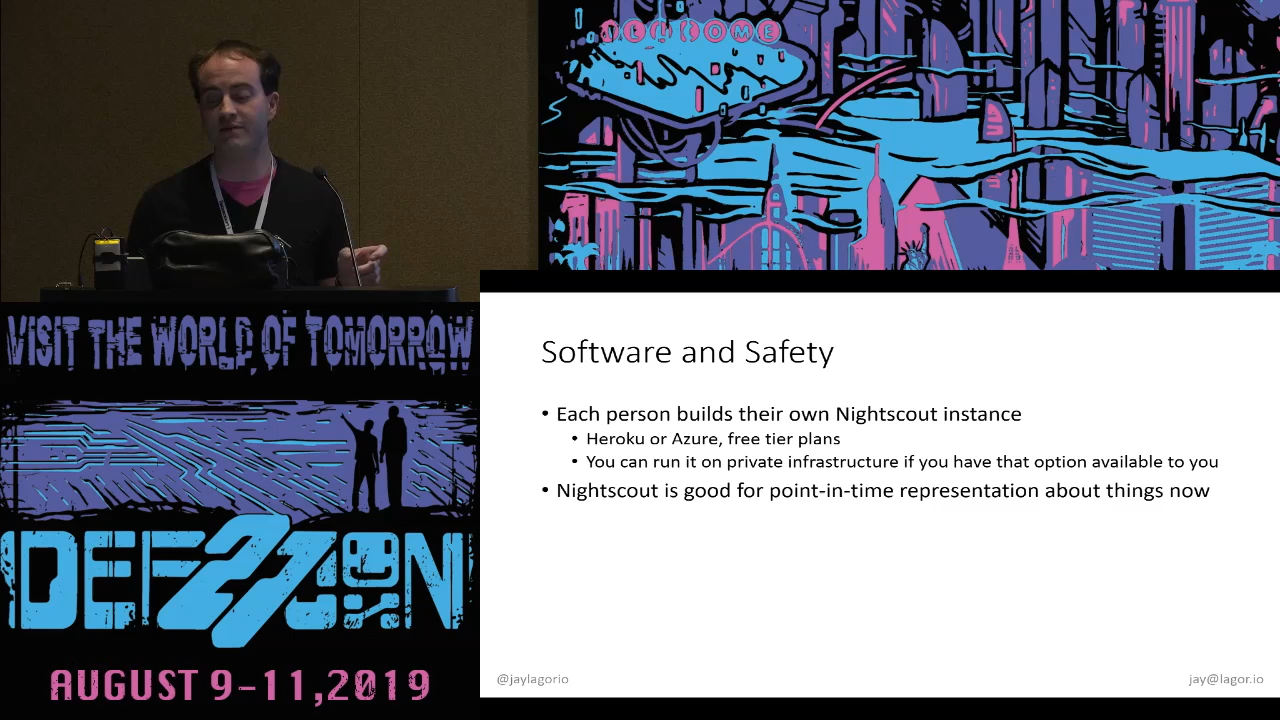 WELCOME
VISIT THE WORLD OF TOMORROW
DEF CON 27
AUGUST 9-11,2019
Software and Safety
• Each person builds their own Nightscout instance
• Heroku or Azure, free tier plans
• You can run it on private infrastructure if you have that option available to you
• Nightscout is good for point-in-time representation about things now
@jaylagorio
jay@lagor.io